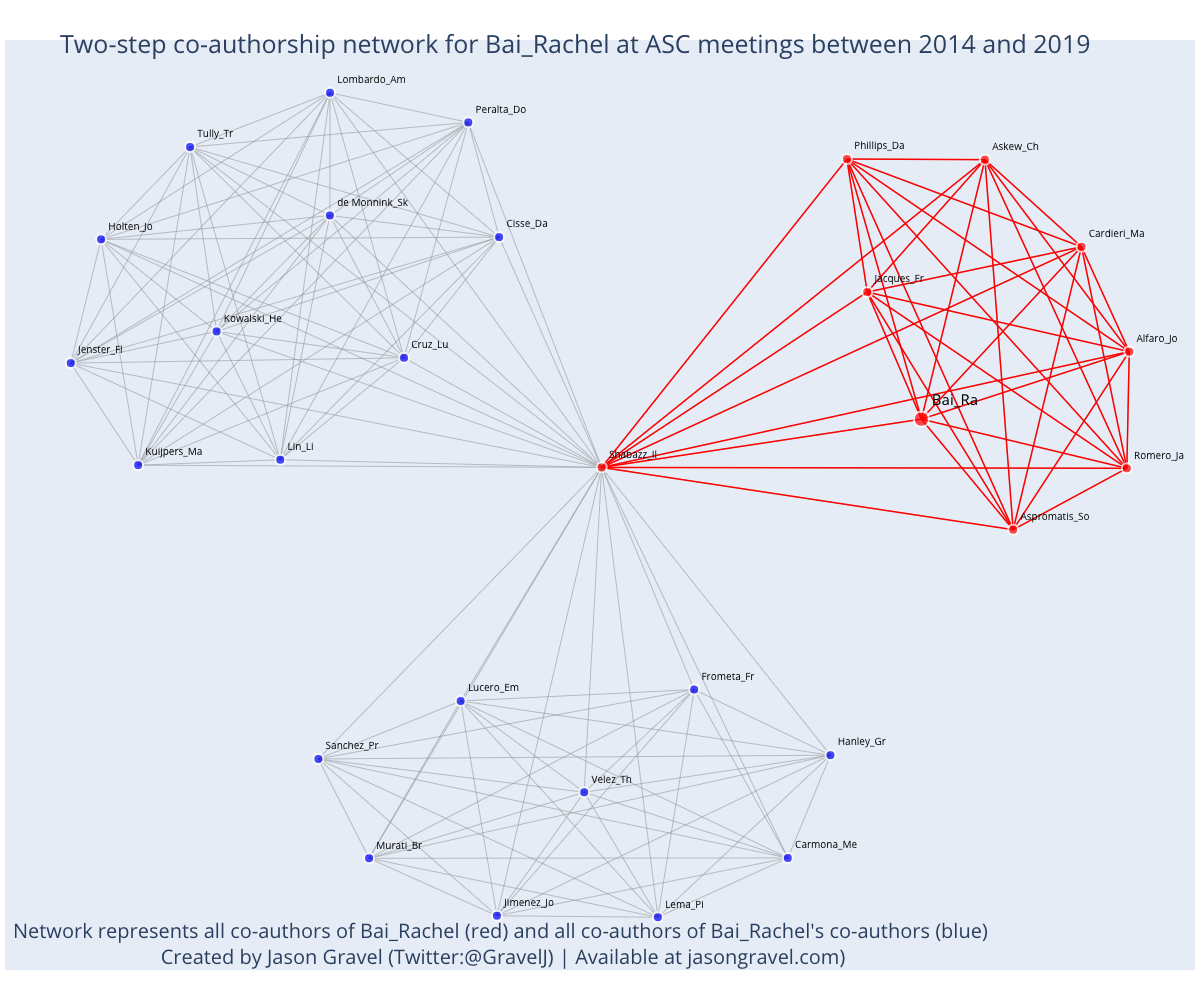 Two-step co-authorship network for Bai_Rachel at ASC meetings between 2014 and 2019
Lombardo_Am
Peralta_Do
Tully_Tr
Phillips_Da
Askew_Ch
de Monnink_Sk
Holten_Jo
Cisse_Da
Cardieri_Ma
Jacques_Fr
Kowalski_He
Jenster_Fl
Cruz_Lu
Alfaro_Jo
Bai_Ra
Kuijpers_Ma
Lin_Li
Shabazz_Il
Romero_Ja
Aspromatis_So
Frometa_Fr
Lucero_Em
Sanchez_Pr
Hanley_Gr
Velez_Th
Murati_Br
Carmona_Me
Jimenez_Jo
Lema_Pi
Network represents all co-authors of Bai_Rachel (red) and all co-authors of Bai_Rachel's co-authors (blue)
Created by Jason Gravel (Twitter:@GravelJ) | Available at jasongravel.com)